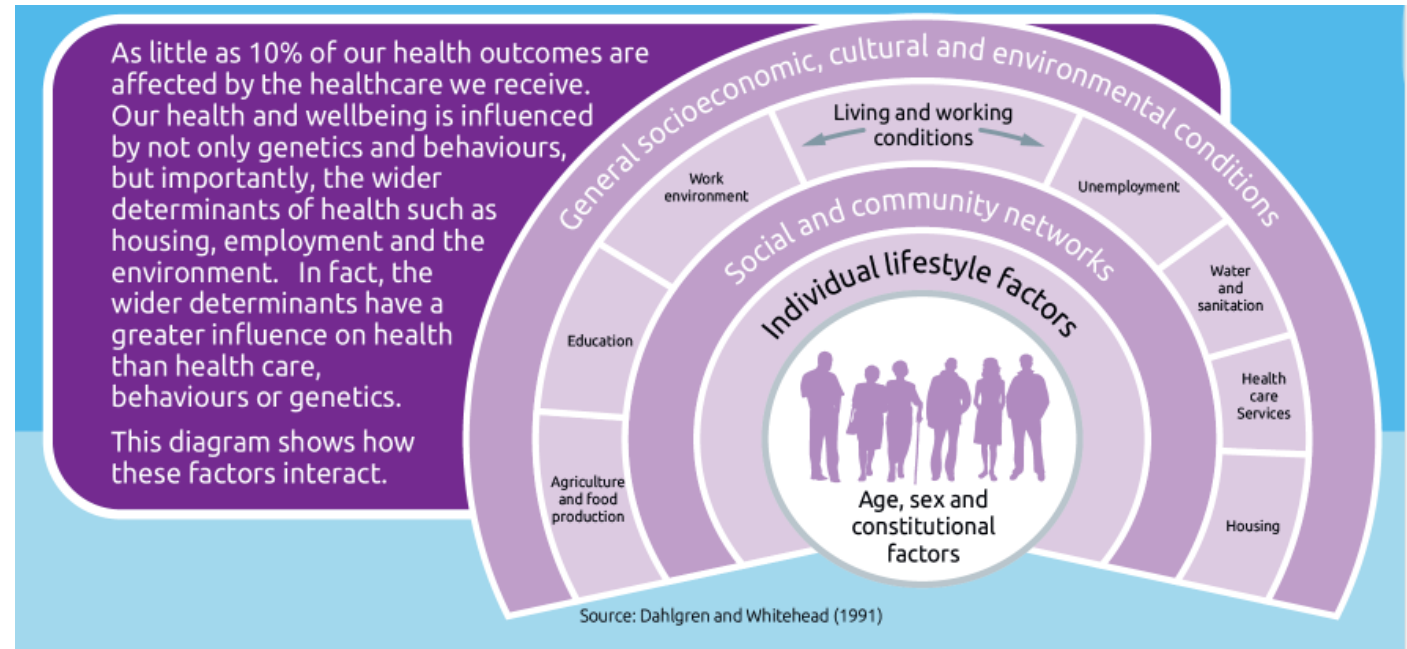 As little as 10% of our health outcomes are
affected by the healthcare we receive.
Our health and wellbeing is influenced
by not only genetics and behaviours,
but importantly, the wider
determinants of health such as
housing, employment and the
environment.   In fact, the
wider determinants have a
greater influence on health
than health care,
behaviours or genetics.
This diagram shows how
these factors interact.
General socioeconomic, cultural and environmental conditions
Living and working
conditions
Agriculture
and food
production
Education
Work
environment
Unemployment
Water
and
sanitation
Health
care
Services
Housing
Social and community networks
Individual lifestyle factors
Age, sex and
constitutional
factors
Source: Dahlgren and Whitehead (1991)